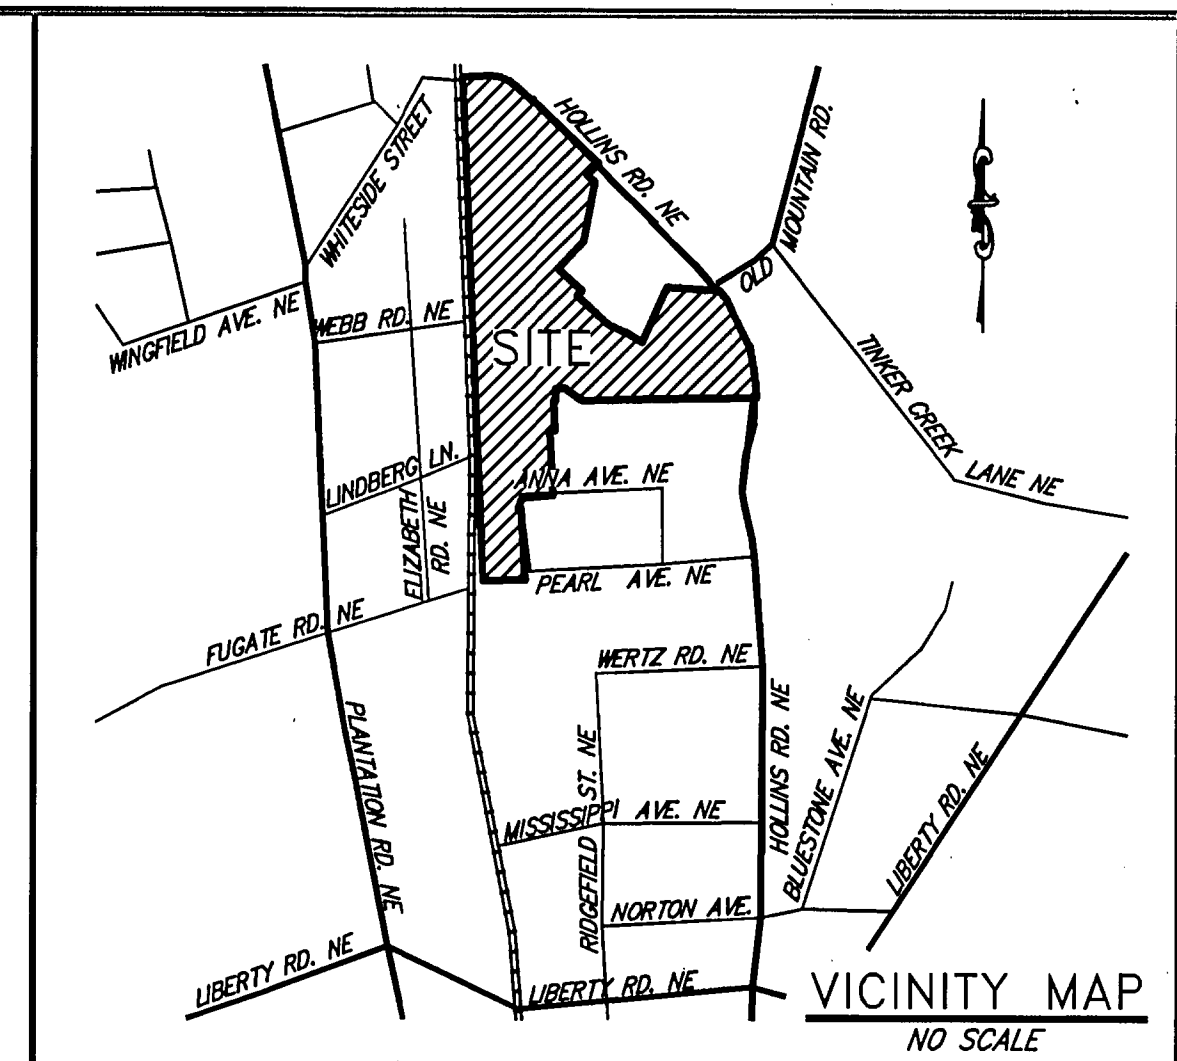 HOLLINS RD. NE
WHITESIDE STREET
OLD MOUNTAIN RD.
WINGFIELD AVE. NE
WEBB RD. NE
SITE
TINKER CREEK LANE NE
LINDBERG LN.
ANNA AVE. NE
ELIZABETH
RD. NE
PEARL AVE. NE
FUGATE RD. NE
WERTZ RD. NE
PLANTATION RD. NE
RIDGEFIELD ST. NE
HOLLINS RD. NE
BLUESTONE AVE. NE
LIBERTY RD. NE
MISSISSIPPI AVE. NE
NORTON AVE.
LIBERTY RD. NE
LIBERTY RD. NE
VICINITY MAP
NO SCALE